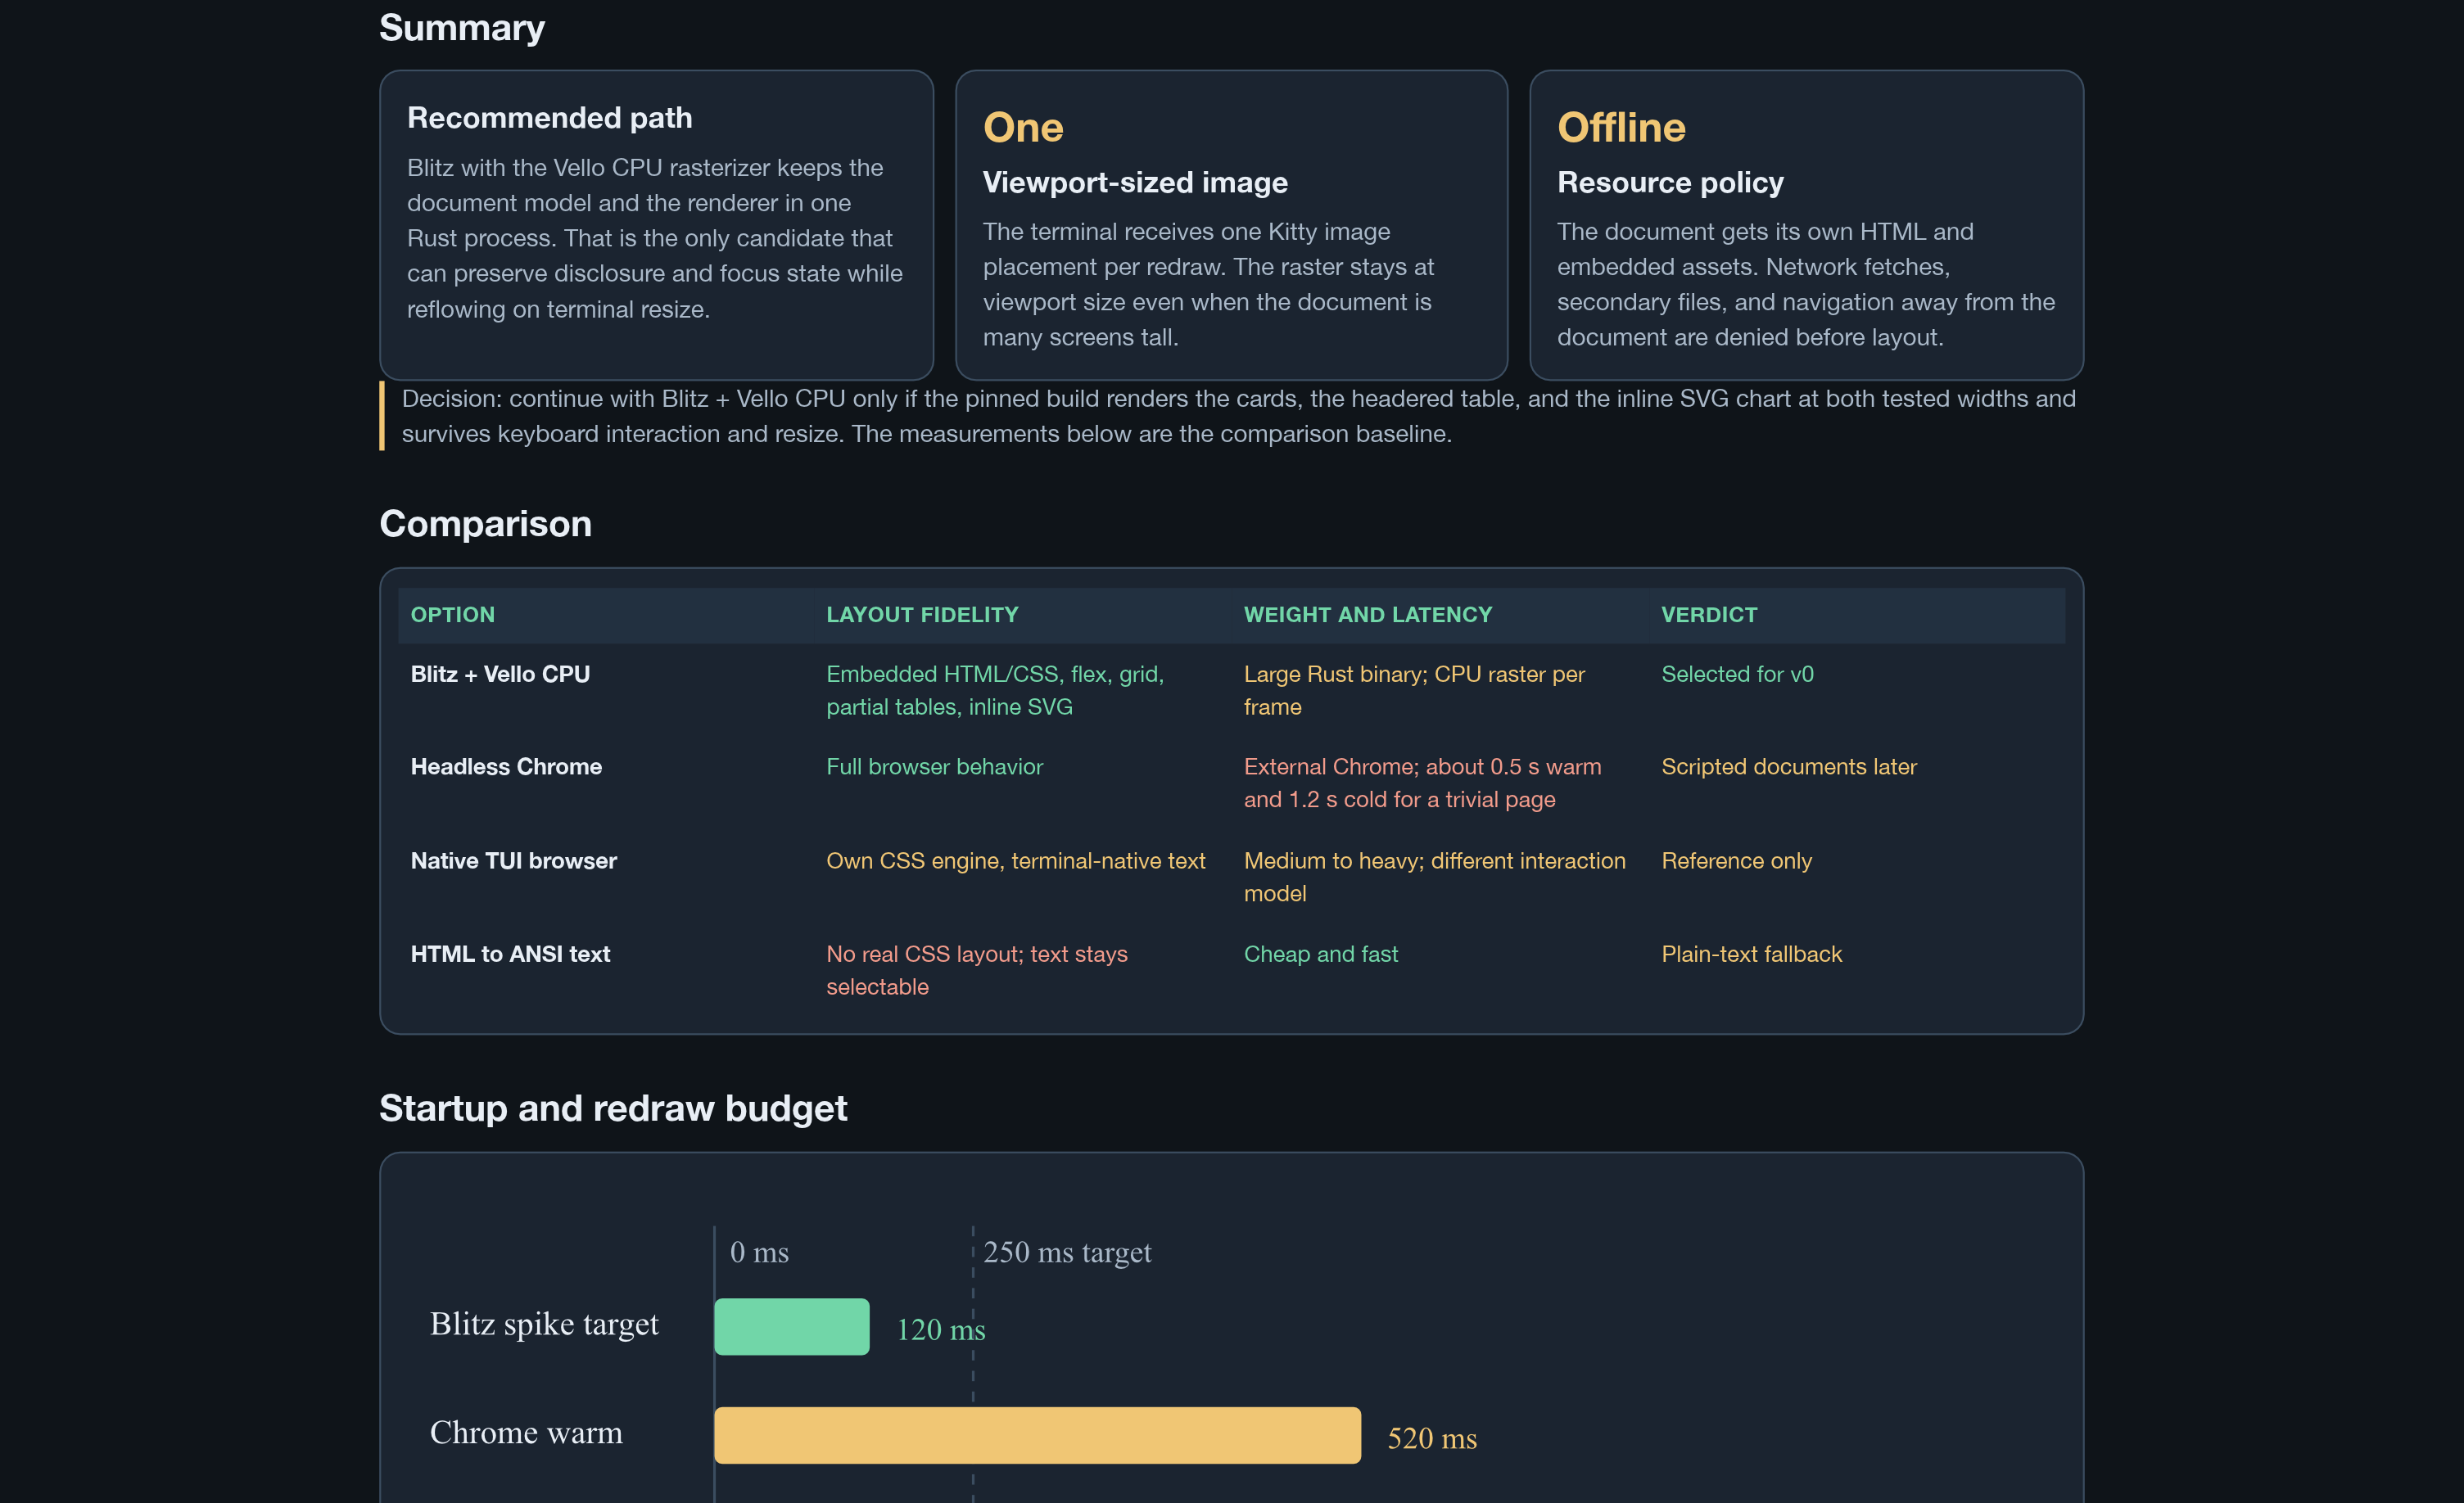 Summary
Recommended path
Blitz with the Vello CPU rasterizer keeps the
document model and the renderer in one
Rust process. That is the only candidate that
can preserve disclosure and focus state while
reflowing on terminal resize.
One
Viewport-sized image
The terminal receives one Kitty image
placement per redraw. The raster stays at
viewport size even when the document is
many screens tall.
Offline
Resource policy
The document gets its own HTML and
embedded assets. Network fetches,
secondary files, and navigation away from the
document are denied before layout.
Decision: continue with Blitz + Vello CPU only if the pinned build renders the cards, the headered table, and the inline SVG chart at both tested widths and
survives keyboard interaction and resize. The measurements below are the comparison baseline.
Comparison
OPTION LAYOUT FIDELITY WEIGHT AND LATENCY VERDICT
Blitz + Vello CPU
Embedded HTML/CSS, flex, grid,
partial tables, inline SVG
Large Rust binary; CPU raster per
frame
Selected for v0
Headless Chrome
Full browser behavior
External Chrome; about 0.5 s warm
and 1.2 s cold for a trivial page
Scripted documents later
Native TUI browser
Own CSS engine, terminal-native text
Medium to heavy; different interaction
model
Reference only
HTML to ANSI text
No real CSS layout; text stays
selectable
Cheap and fast
Plain-text fallback
Startup and redraw budget
0 ms
250 ms target
Blitz spike target
120 ms
Chrome warm
520 ms